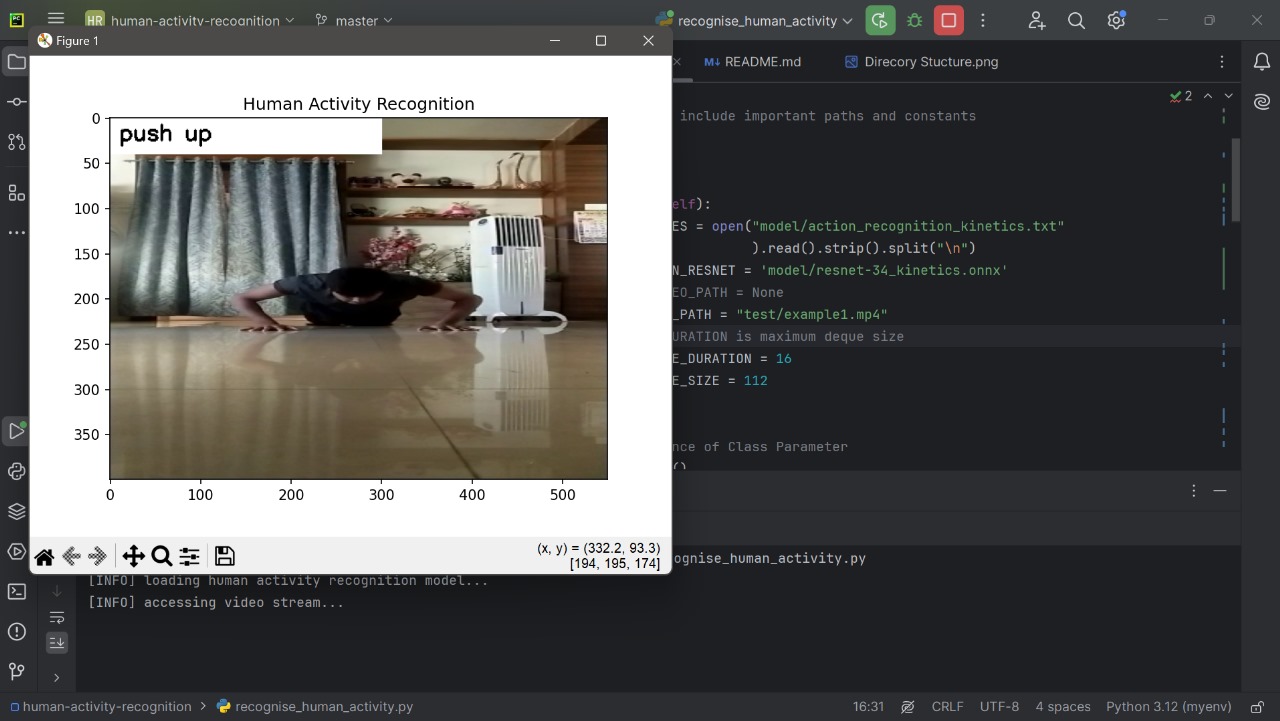 HR human-activity-recognition master recognise_human_activity
Figure 1
README.md Direcory Stucture.png
2
Human Activity Recognition
push up
0
50
100
150
200
250
300
350
0 100 200 300 400 500
(x, y) = (332.2, 93.3)
[194, 195, 174]
include important paths and constants
elf):
ES = open("model/action_recognition_kinetics.txt"
).read().strip().split("\n")
N_RESNET = 'model/resnet-34_kinetics.onnx'
EO_PATH = None
_PATH = "test/example1.mp4"
URATION is maximum deque size
E_DURATION = 16
E_SIZE = 112
nce of Class Parameter
()
ognise_human_activity.py
[INFO] loading human activity recognition model...
[INFO] accessing video stream...
human-activity-recognition > recognise_human_activity.py 16:31 CRLF UTF-8 4 spaces Python 3.12 (myenv)